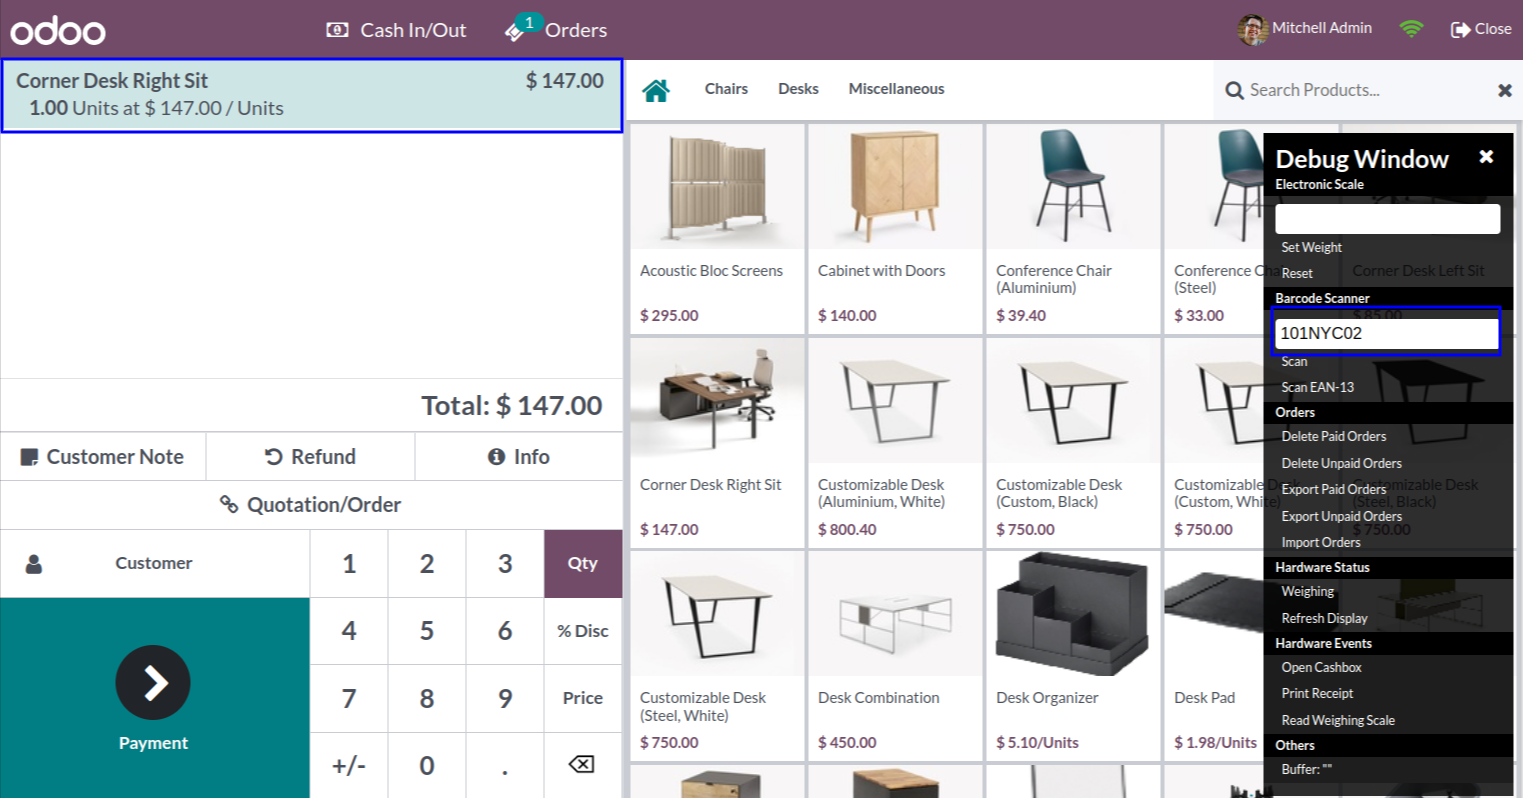 odoo
Cash In/Out
1
Orders
Mitchell Admin
Close
Corner Desk Right Sit
$ 147.00
1.00 Units at $ 147.00 / Units
Total: $ 147.00
Customer Note
Refund
Info
Quotation/Order
Customer
1
2
3
Qty
4
5
6
% Disc
7
8
9
Price
+/-
0
.
Payment
Chairs
Desks
Miscellaneous
Search Products...
Acoustic Bloc Screens
$ 295.00
Cabinet with Doors
$ 140.00
Conference Chair
(Aluminium)
$ 39.40
Conference Chair
(Steel)
$ 33.00
Corner Desk Left Sit
$ 85.00
Corner Desk Right Sit
$ 147.00
Customizable Desk
(Aluminium, White)
$ 800.40
Customizable Desk
(Custom, Black)
$ 750.00
Customizable Desk
(Custom, White)
$ 750.00
Customizable Desk
(Steel, Black)
$ 750.00
Customizable Desk
(Steel, White)
$ 750.00
Desk Combination
$ 450.00
Desk Organizer
$ 5.10/Units
Desk Pad
$ 1.98/Units
Debug Window
Electronic Scale
Set Weight
Reset
Barcode Scanner
101NYC02
Scan
Scan EAN-13
Orders
Delete Paid Orders
Delete Unpaid Orders
Export Paid Orders
Export Unpaid Orders
Import Orders
Hardware Status
Weighing
Refresh Display
Hardware Events
Open Cashbox
Print Receipt
Read Weighing Scale
Others
Buffer: ""